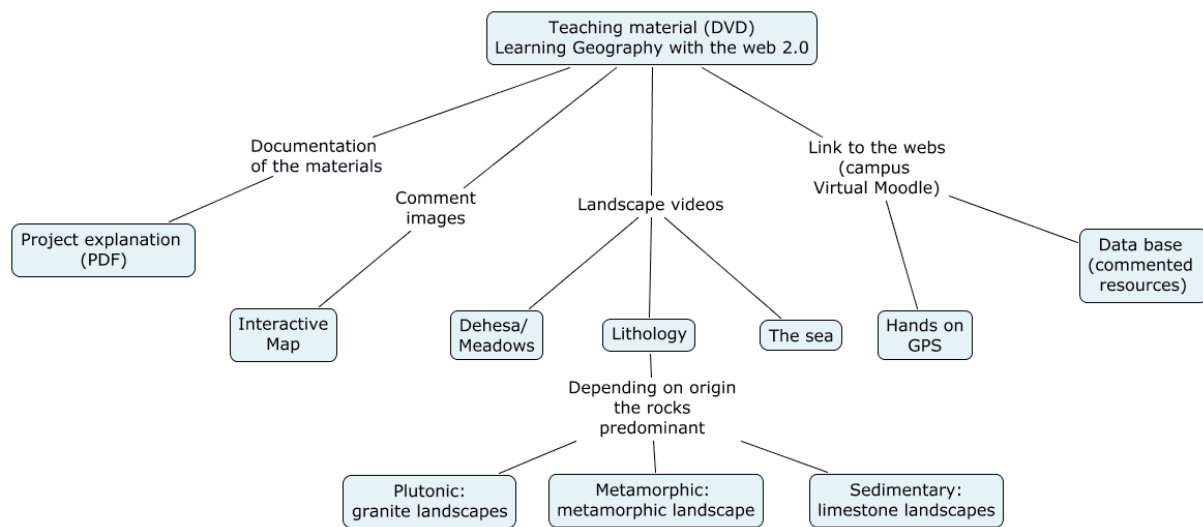 Teaching material (DVD)
Learning Geography with the web 2.0
Documentation
of the materials
Comment
images
Landscape videos
Link to the webs
(campus
Virtual Moodle)
Project explanation
(PDF)
Data base
(commented
resources)
Interactive
Map
Dehesa/
Meadows
Lithology
The sea
Hands on
GPS
Depending on origin
the rocks
predominant
Plutonic:
granite landscapes
Metamorphic:
metamorphic landscape
Sedimentary:
limestone landscapes